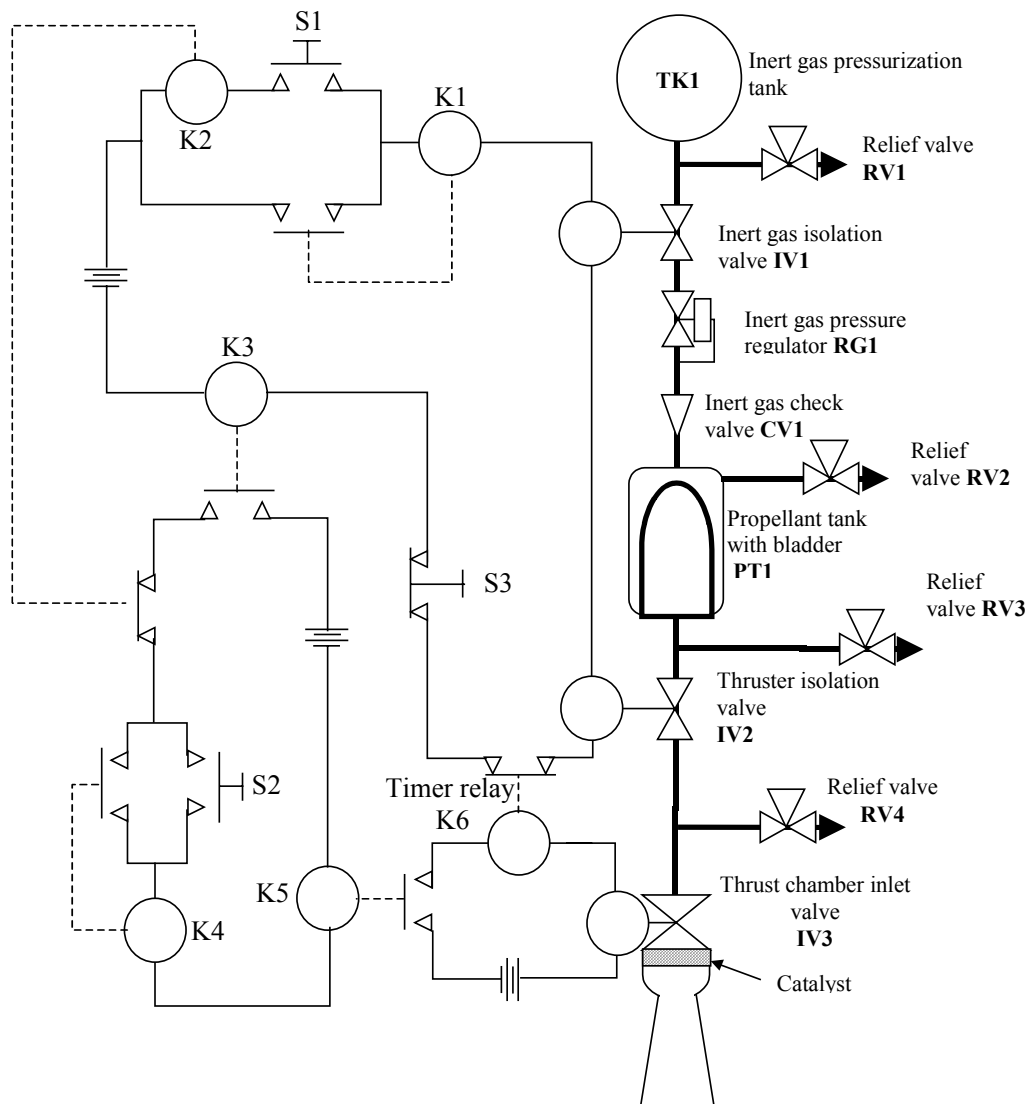 S1
Inert gas pressurization
tank
TK1
K1
K2
Relief valve
RV1
Inert gas isolation
valve IV1
Inert gas pressure
regulator RG1
K3
Inert gas check
valve CV1
Relief
valve RV2
Propellant tank
with bladder
PT1
S3
Relief
valve RV3
Thruster isolation
valve
IV2
S2
Timer relay
K6
Relief valve
RV4
K5
K4
Thrust chamber inlet
valve
IV3
Catalyst